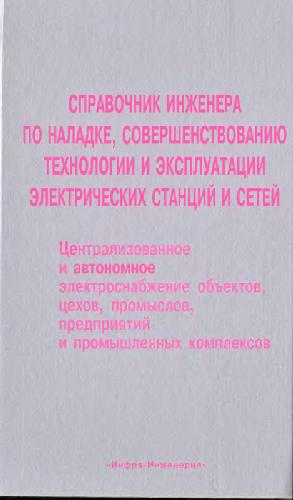 СПРАВОЧНИК ИНЖЕНЕРА
ПО НАЛАДКЕ, СОВЕРШЕНСТВОВАНИЮ
ТЕХНОЛОГИИ И ЭКСПЛУАТАЦИИ
ЭЛЕКТРИЧЕСКИХ СТАНЦИЙ И СЕТЕЙ
Централизованное
и автономное
электроснабжение объектов,
цехов, промыслов,
предприятий
и промышленных комплексов
«Инфра-Инженерия»